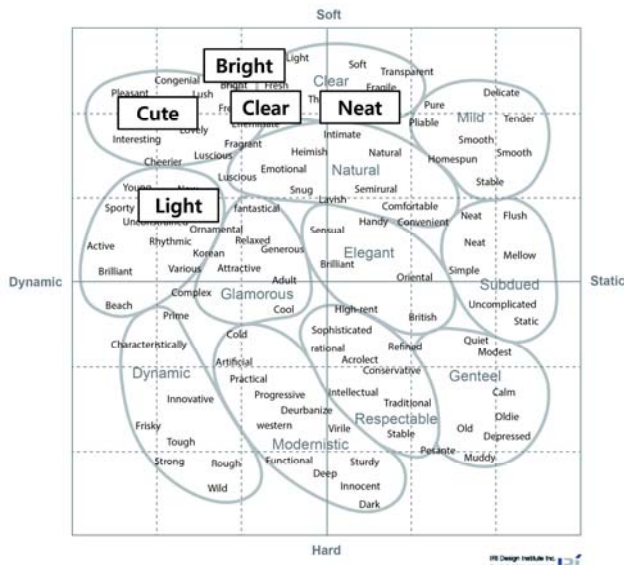 Soft
Light
Bright
Soft
Clear
Transparent
Congenial
Bright
Fresh
Fragile
Pleasant
Lush
Delicate
Cute
Clear
Neat
Pure
Mild
Tender
Pliable
Lovely
Interesting
Intimate
Fragrant
Smooth
Cheerier
Luscious
Heimish
Natural
Smooth
Emotional
Natural
Homespun
Luscious
Stable
Young
Snug
Semirural
Light
Lavish
Sporty
fantastical
Comfortable
Neat
Flush
Handy
Convenient
Ornamental
Sensual
Active
Rhythmic
Relaxed
Neat
Korean
Generous
Elegant
Mellow
Brilliant
Various
Attractive
Brilliant
Simple
Dynamic
Adult
Oriental
Subdued
Static
Complex
Glamorous
Beach
Cool
High-rent
Uncomplicated
Prime
British
Static
Cold
Sophisticated
Characteristically
rational
Refined
Quiet
Modest
Artificial
Acrolect
Dynamic
Practical
Conservative
Genteel
Innovative
Progressive
Intellectual
Calm
Deurbanize
Traditional
Oldie
Frisky
western
Virile
Respectable
Old
Tough
Modernistic
Stable
Depressed
Pesante
Strong
Rough
Functional
Sturdy
Muddy
Deep
Wild
Innocent
Dark
Hard
IRI Design Institute Inc.